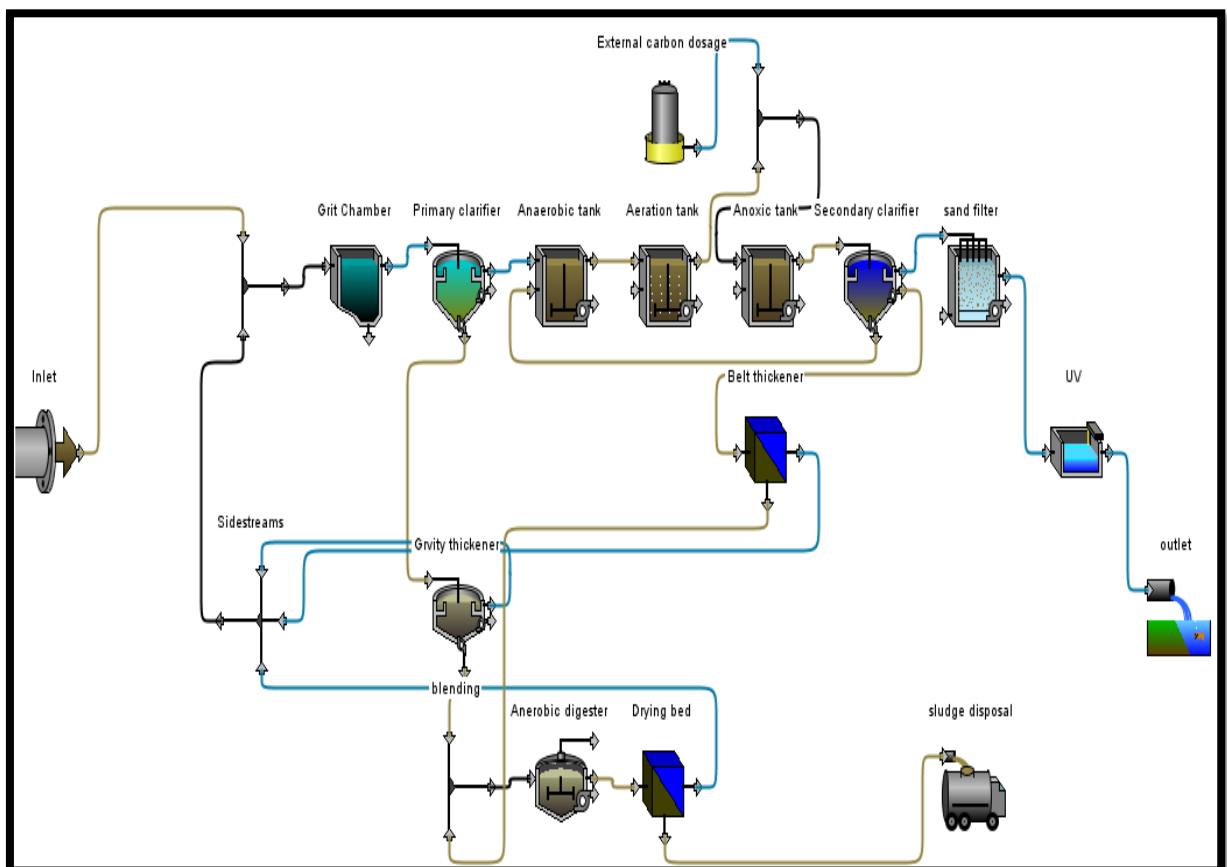 External carbon dosage
Grit Chamber
Primary clarifier
Anaerobic tank
Aeration tank
Anoxic tank
Secondary clarifier
sand filter
Inlet
Belt thickener
UV
Sidestreams
Grvity thickener
outlet
blending
Anerobic digester
Drying bed
sludge disposal